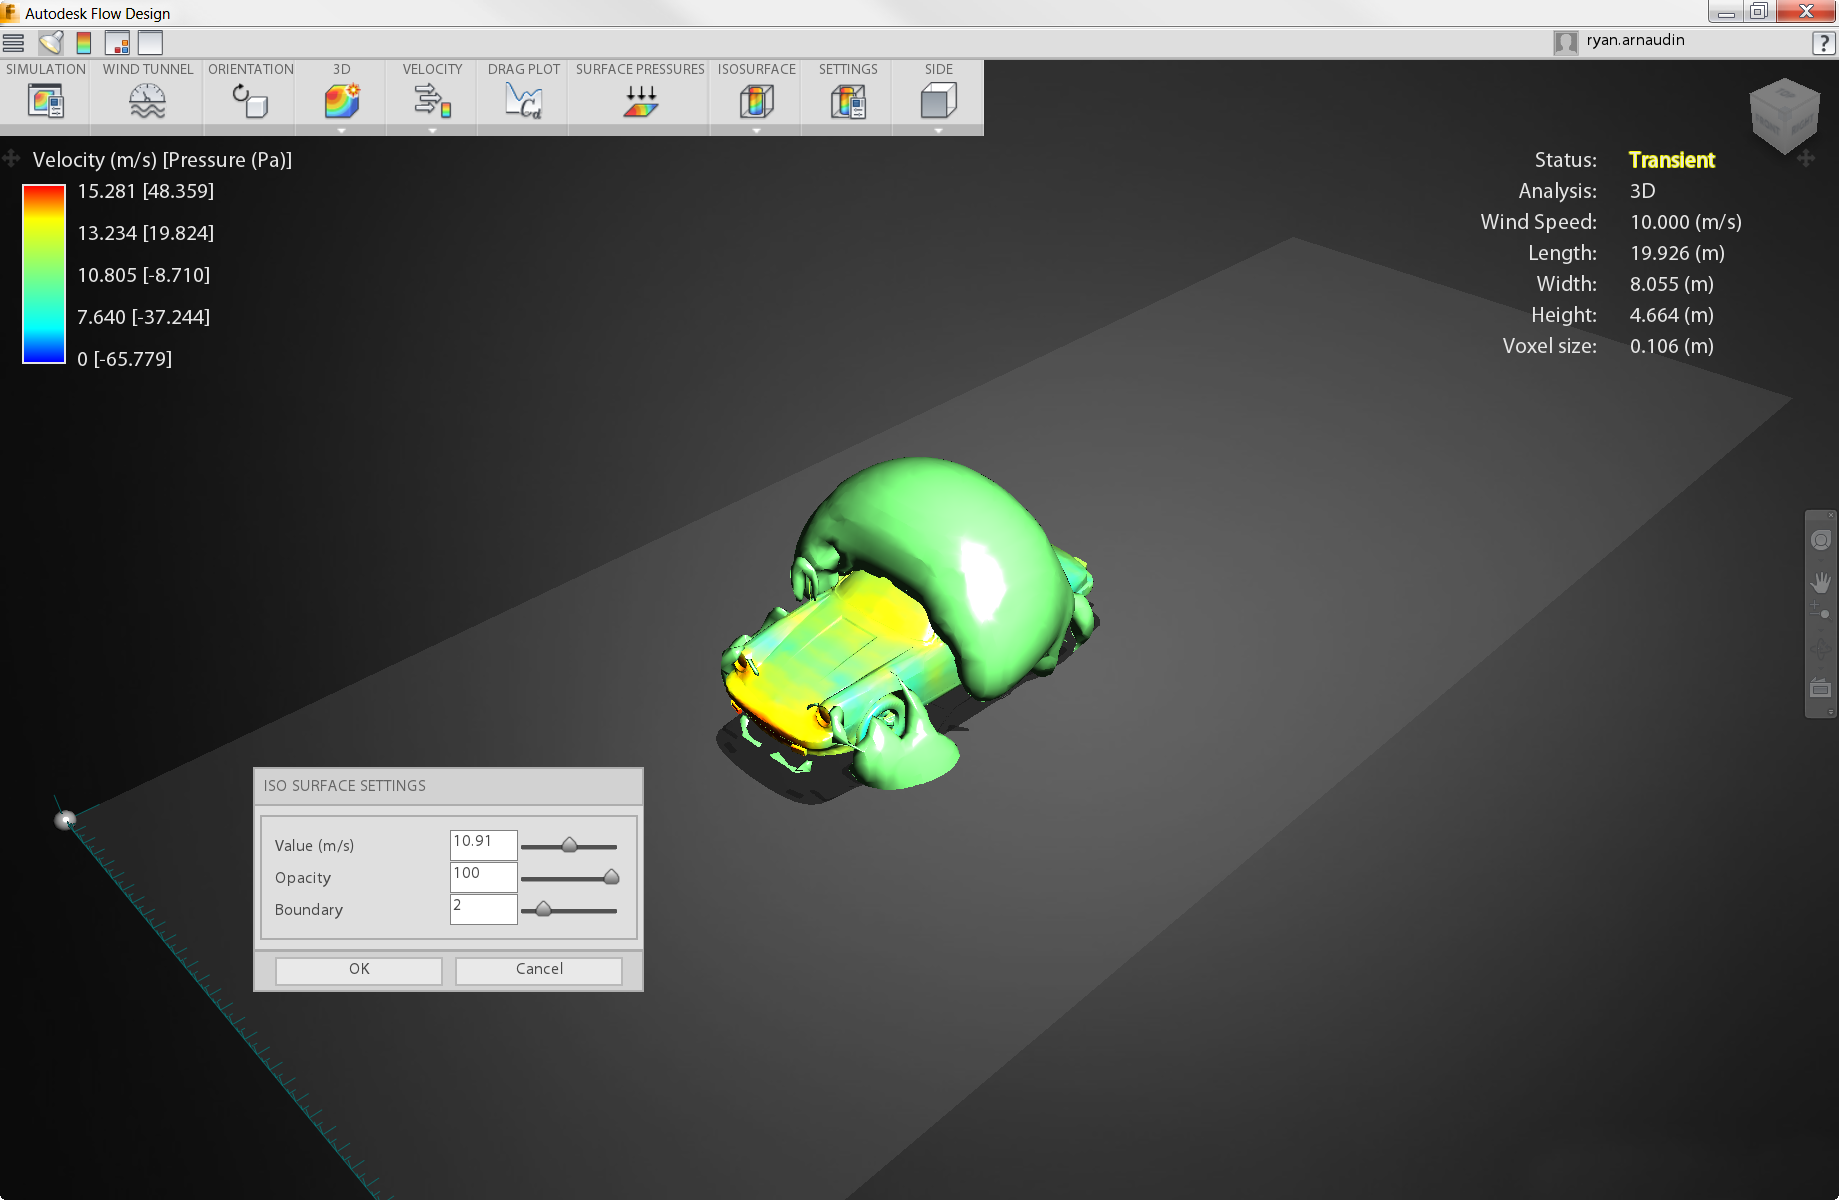 Autodesk Flow Design
ryan.arnaudin
?
SIMULATION WIND TUNNEL ORIENTATION 3D VELOCITY DRAG PLOT SURFACE PRESSURES ISOSURFACE SETTINGS SIDE
Velocity (m/s) [Pressure (Pa)]
15.281 [48.359]
13.234 [19.824]
10.805 [-8.710]
7.640 [-37.244]
0 [-65.779]
Status: Transient
Analysis: 3D
Wind Speed: 10.000 (m/s)
Length: 19.926 (m)
Width: 8.055 (m)
Height: 4.664 (m)
Voxel size: 0.106 (m)
ISO SURFACE SETTINGS
Value (m/s) 10.91
Opacity 100
Boundary 2
OK Cancel